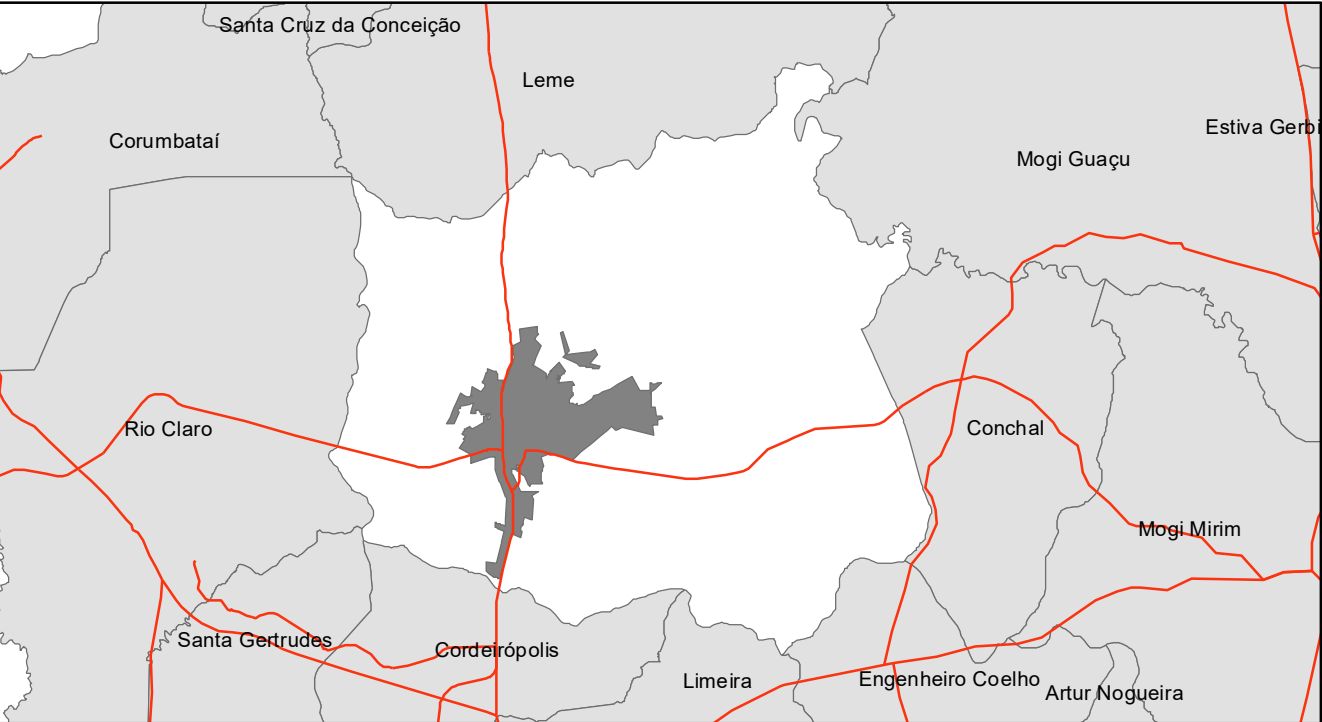 Santa Cruz da Conceição
Leme
Estiva Gerbi
Corumbataí
Mogi Guaçu
Rio Claro
Conchal
Mogi Mirim
Santa Gertrudes
Cordeirópolis
Limeira
Engenheiro Coelho
Artur Nogueira